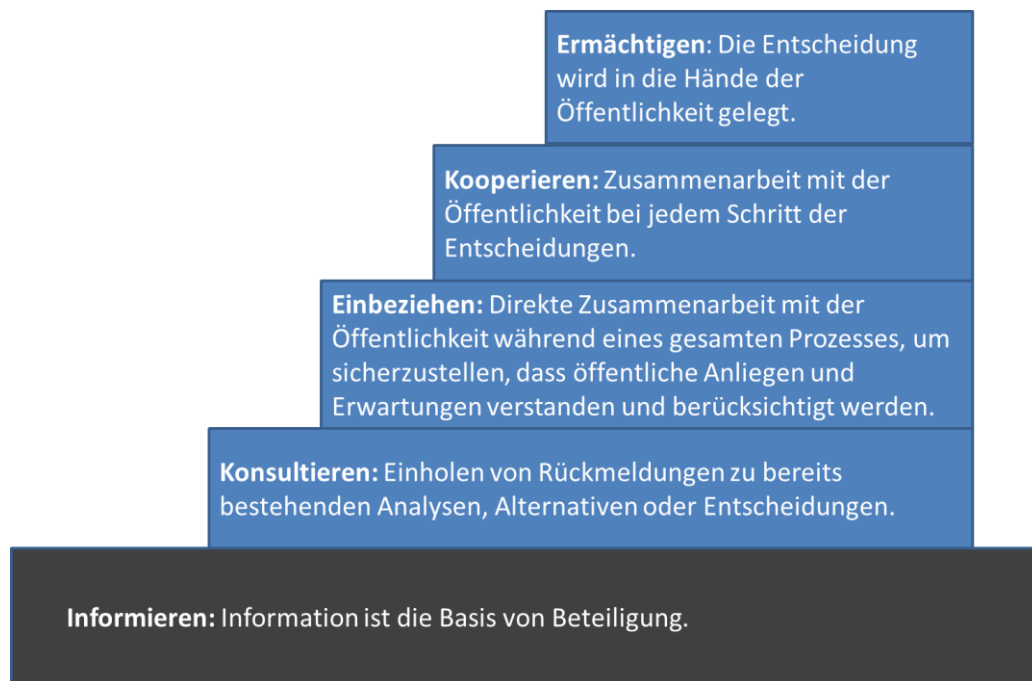 Ermächtigen: Die Entscheidung
wird in die Hände der
Öffentlichkeit gelegt.
Kooperieren: Zusammenarbeit mit der
Öffentlichkeit bei jedem Schritt der
Entscheidungen.
Einbeziehen: Direkte Zusammenarbeit mit der
Öffentlichkeit während eines gesamten Prozesses, um
sicherzustellen, dass öffentliche Anliegen und
Erwartungen verstanden und berücksichtigt werden.
Konsultieren: Einholen von Rückmeldungen zu bereits
bestehenden Analysen, Alternativen oder Entscheidungen.
Informieren: Information ist die Basis von Beteiligung.